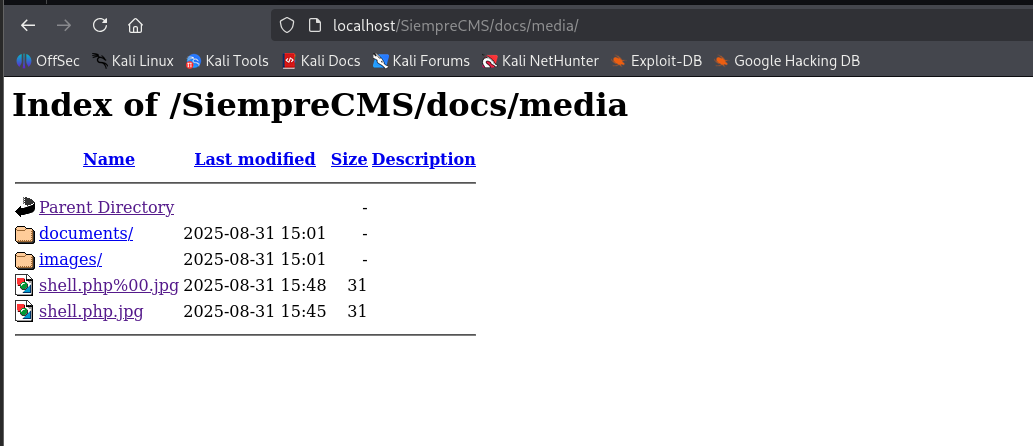 localhost/SiempreCMS/docs/media/
OffSec Kali Linux Kali Tools Kali Docs Kali Forums Kali NetHunter Exploit-DB Google Hacking DB
Index of /SiempreCMS/docs/media
Name Last modified Size Description
Parent Directory -
documents/ 2025-08-31 15:01 -
images/ 2025-08-31 15:01 -
shell.php%00.jpg 2025-08-31 15:48 31
shell.php.jpg 2025-08-31 15:45 31